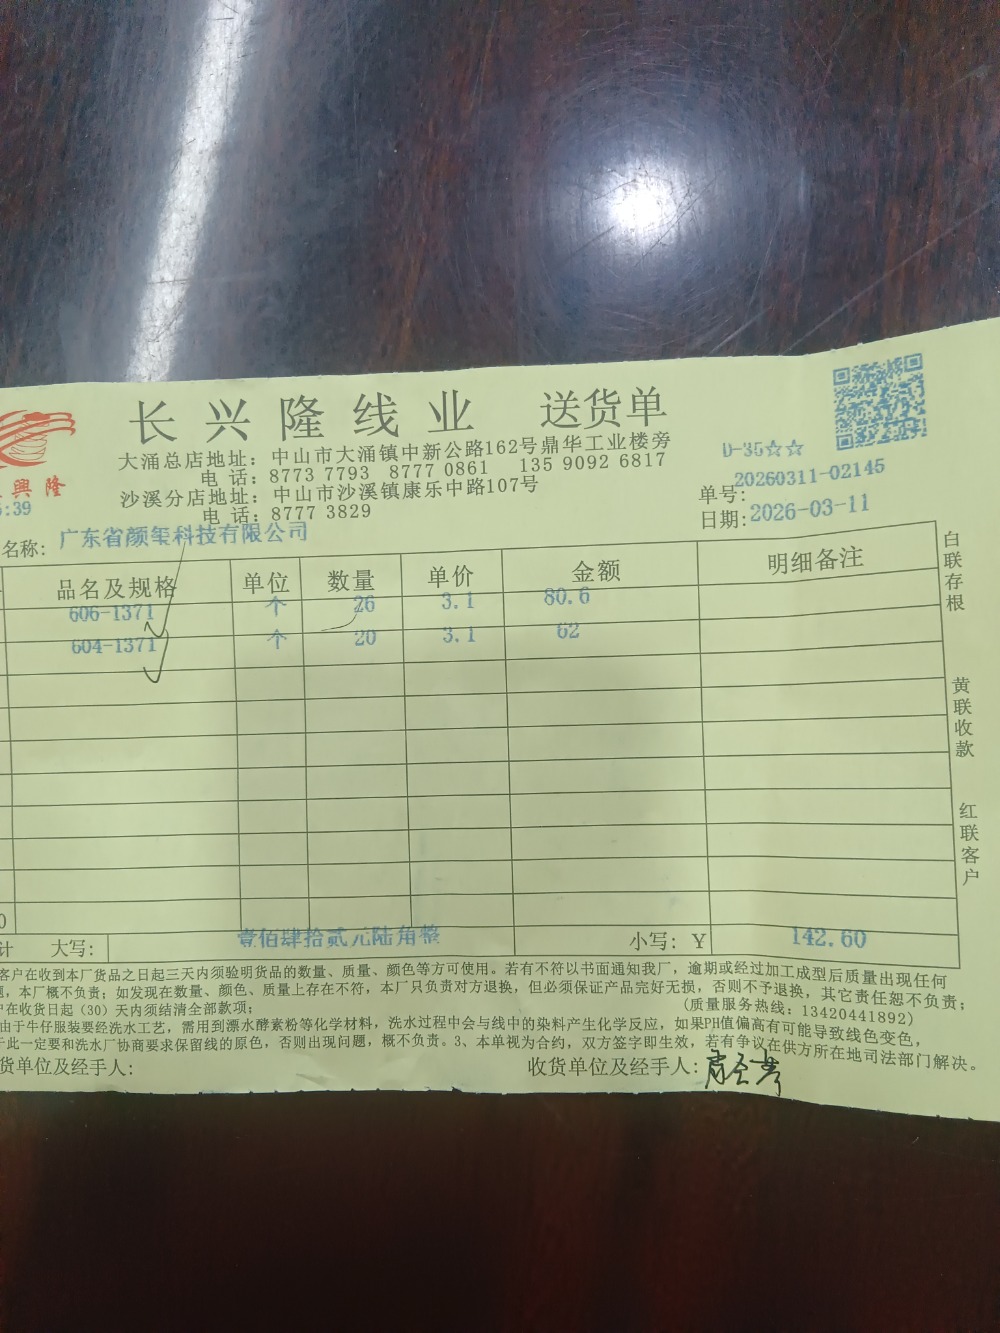 长兴隆线业 送货单
大涌总店地址：中山市大涌镇中新公路162号鼎华工业楼旁
电 话：8773 7793 8777 0861 135 9092 6817
沙溪分店地址：中山市沙溪镇康乐中路107号
电 话：8777 3829
興隆
:39
D-35☆☆
单号：20260311-02145
日期：2026-03-11
名称：广东省颜玺科技有限公司
品名及规格 单位 数量 单价 金额 明细备注
606-1371 个 26 3.1 80.6
604-1371 个 20 3.1 62
白联存根
黄联收款
红联客户
0
计 大写：壹佰肆拾贰元陆角整 小写：Y 142.60
客户在收到本厂货品之日起三天内须验明货品的数量、质量、颜色等方可使用。若有不符以书面通知我厂，逾期或经过加工成型后质量出现任何
，本厂概不负责；如发现在数量、颜色、质量上存在不符，本厂只负责对方退换，但必须保证产品完好无损，否则不予退换，其它责任恕不负责；
户在收货日起（30）天内须结清全部款项； （质量服务热线：13420441892）
由于牛仔服装要经洗水工艺，需用到漂水酵素粉等化学材料，洗水过程中会与线中的染料产生化学反应，如果PH值偏高有可能导致线色变色，
于此一定要和洗水厂协商要求保留线的原色，否则出现问题，概不负责。3、本单视为合约，双方签字即生效，若有争议在供方所在地司法部门解决。
货单位及经手人： 收货单位及经手人：